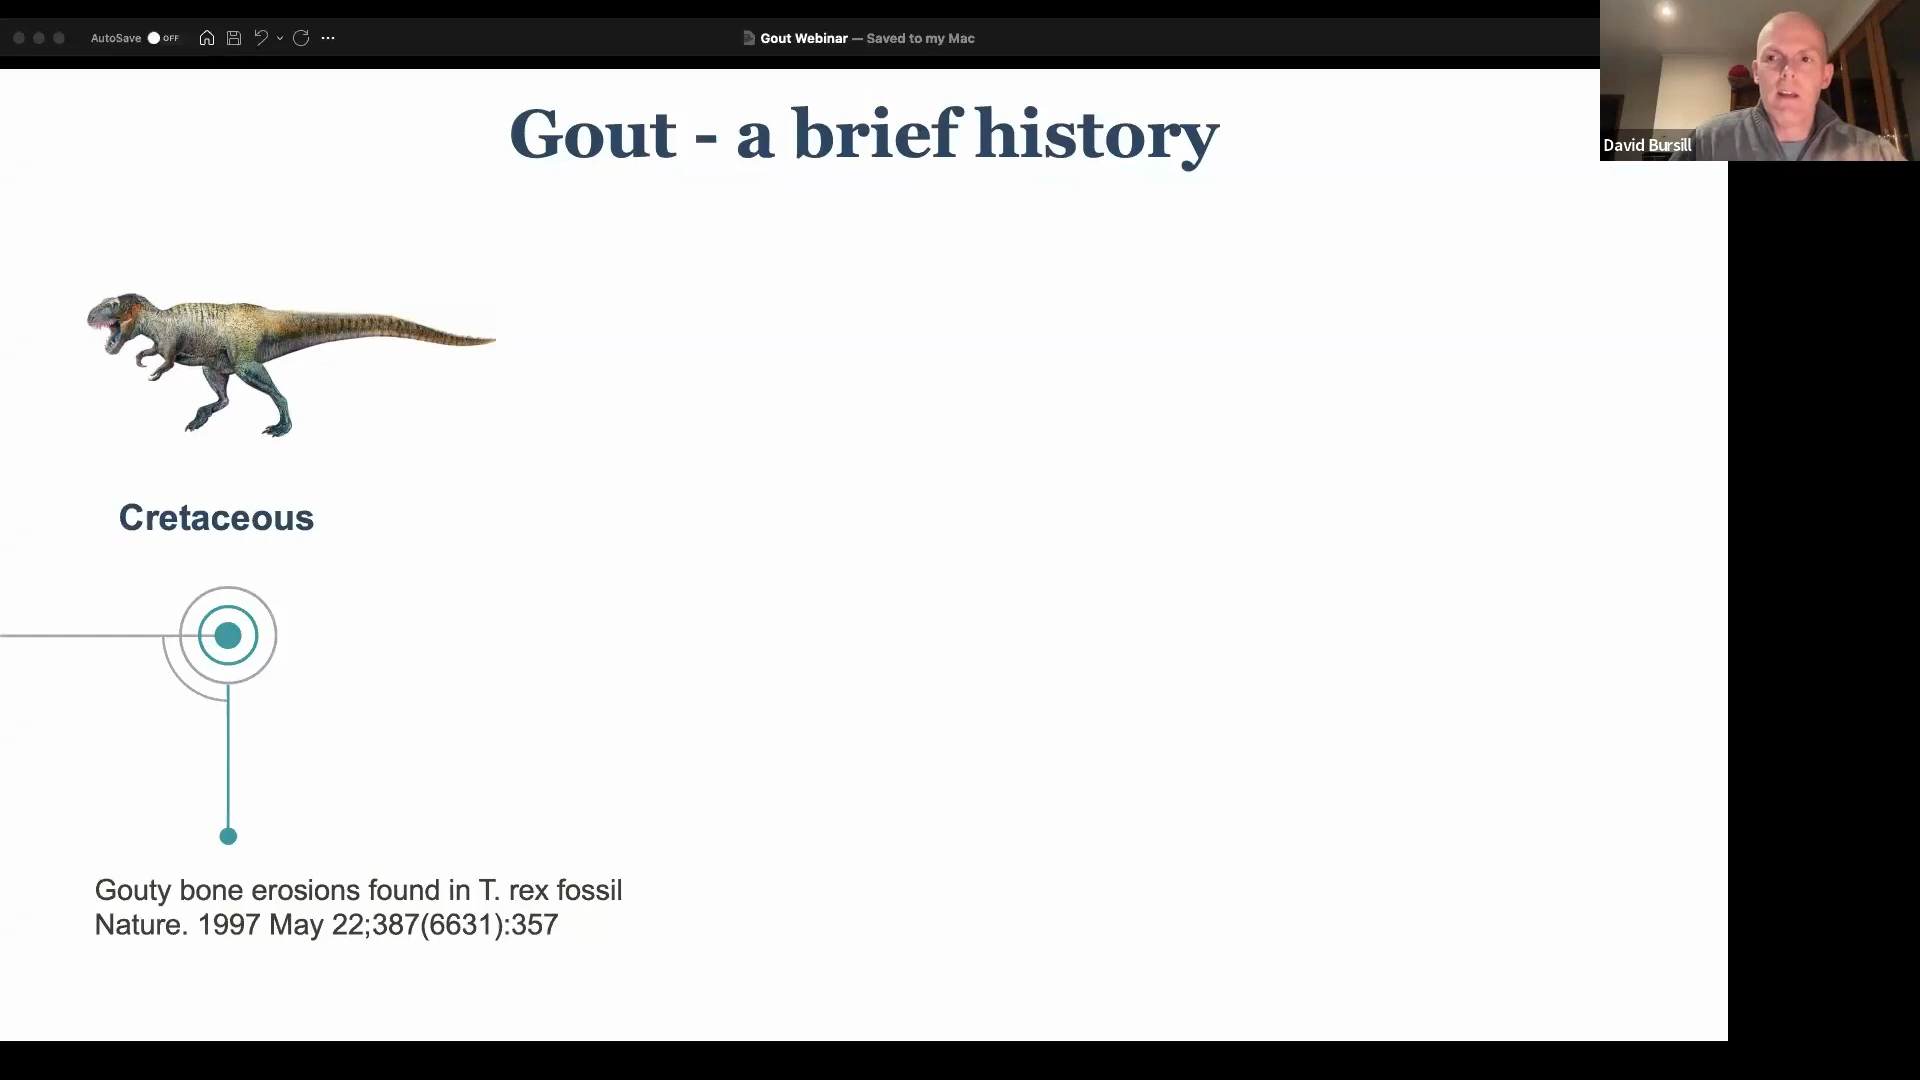 AutoSave OFF
Gout Webinar — Saved to my Mac
David Bursill
Gout - a brief history
Cretaceous
Gouty bone erosions found in T. rex fossil
Nature. 1997 May 22;387(6631):357